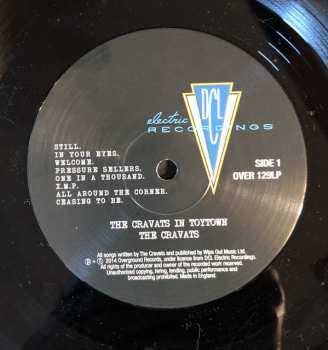 electric
DCL
RECORDINGS
STILL.
IN YOUR EYES.
WELCOME.
PRESSURE SELLERS.
ONE IN A THOUSAND.
X.M.P.
ALL AROUND THE CORNER.
CEASING TO BE.
SIDE 1
OVER 129LP
THE CRAVATS IN TOYTOWN
THE CRAVATS
All songs written by The Cravats and published by Wipe Out Music Ltd.
℗ + © 2014 Overground Records, under license from DCL Electric Recordings.
All rights of the producer and owner of the recorded work reserved.
Unauthorised copying, hiring, lending, public performance and
broadcasting prohibited. Made in England.